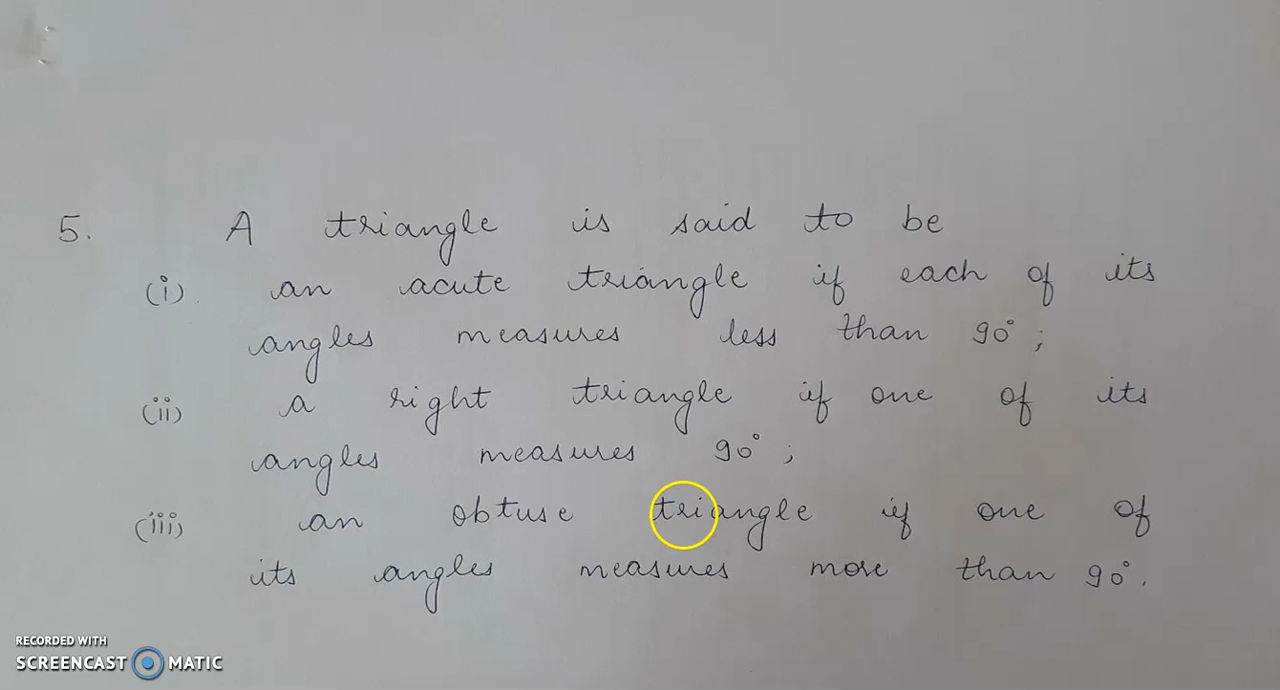 5. A triangle is said to be
(i) an acute triangle if each of its
angles measures less than 90°;
(ii) a right triangle if one of its
angles measures 90°;
(iii) an obtuse triangle if one of
its angles measures more than 90°.
RECORDED WITH
SCREENCAST MATIC